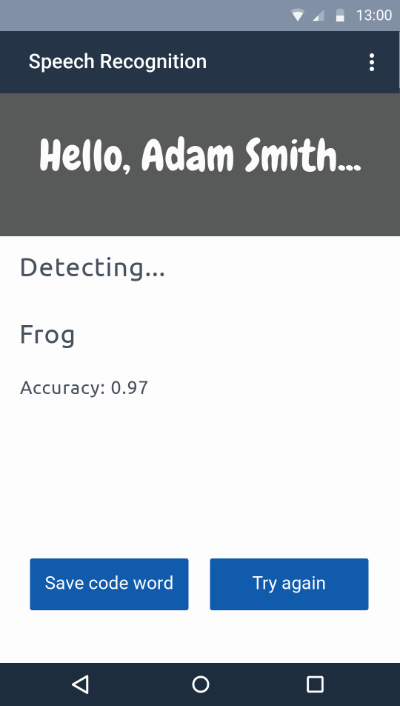 13:00
Speech Recognition
Hello, Adam Smith...
Detecting...
Frog
Accuracy: 0.97
Save code word
Try again